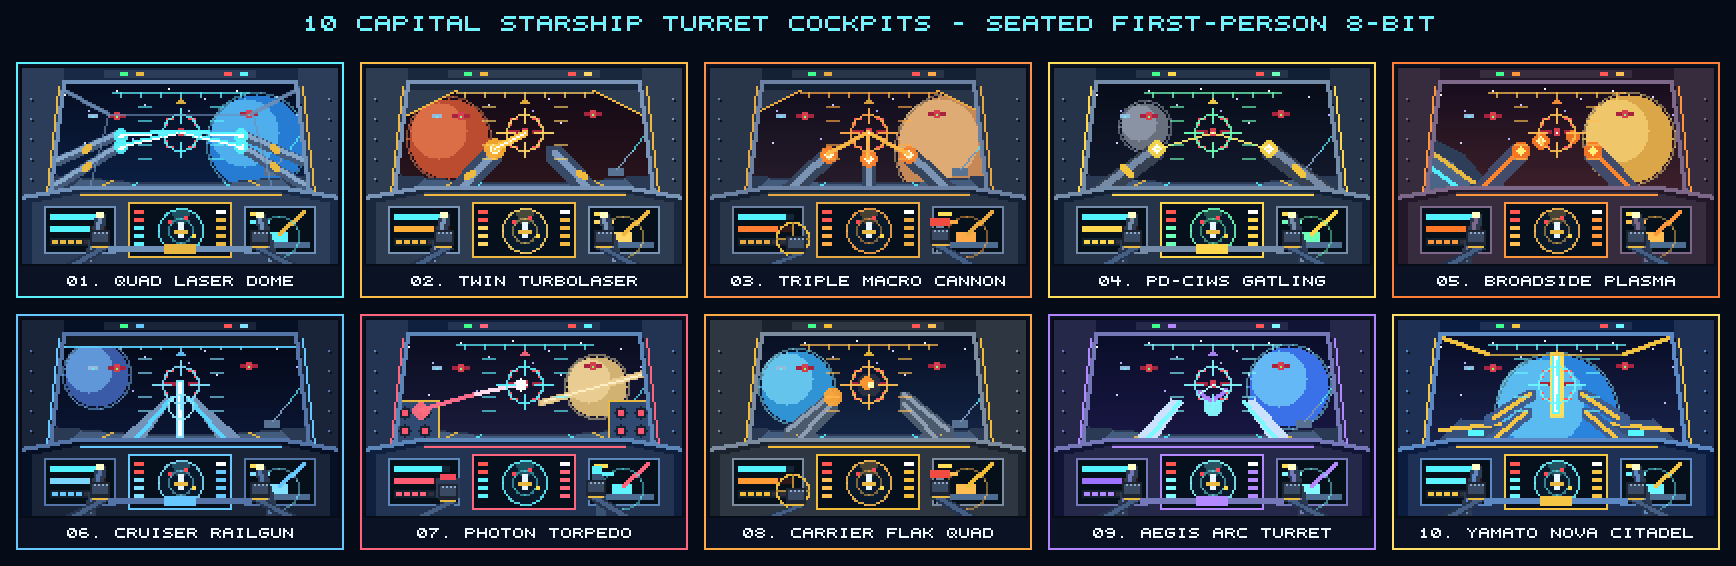 10 CAPITAL STARSHIP TURRET COCKPITS - SEATED FIRST-PERSON 8-BIT
01. QUAD LASER DOME
02. TWIN TURBOLASER
03. TRIPLE MACRO CANNON
04. PD-CIWS GATLING
05. BROADSIDE PLASMA
06. CRUISER RAILGUN
07. PHOTON TORPEDO
08. CARRIER FLAK QUAD
09. AEGIS ARC TURRET
10. YAMATO NOVA CITADEL